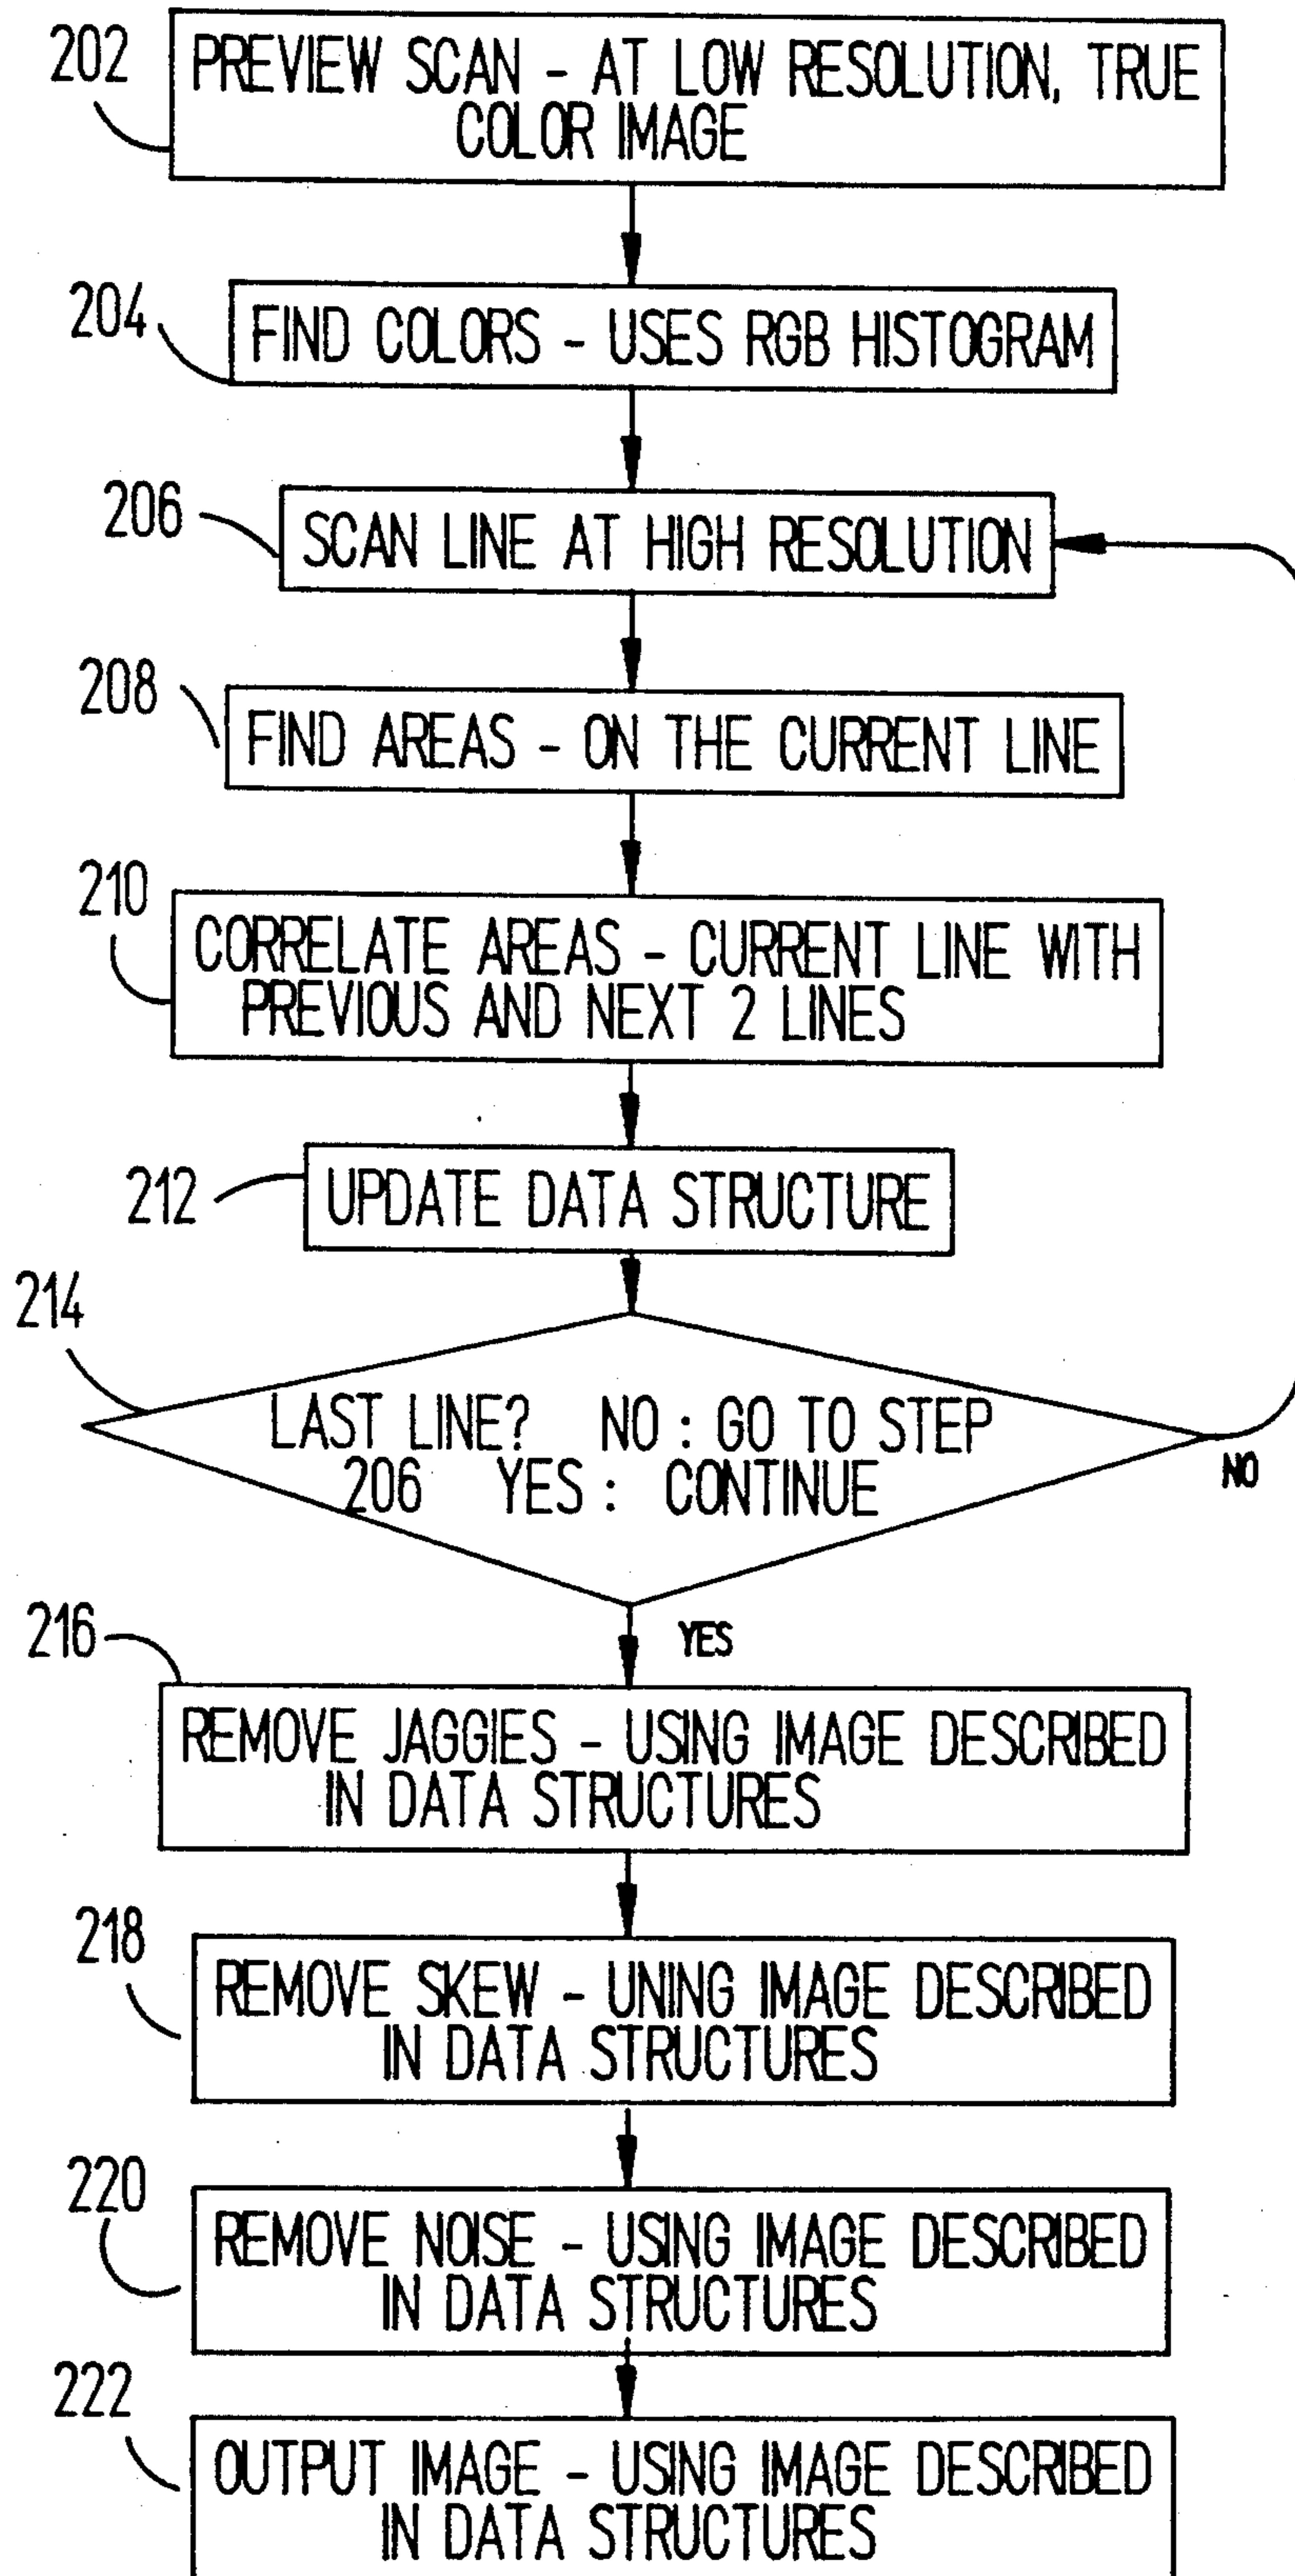 202
PREVIEW SCAN - AT LOW RESOLUTION, TRUE
COLOR IMAGE
204
FIND COLORS - USES RGB HISTOGRAM
206
SCAN LINE AT HIGH RESOLUTION
208
FIND AREAS - ON THE CURRENT LINE
210
CORRELATE AREAS - CURRENT LINE WITH
PREVIOUS AND NEXT 2 LINES
212
UPDATE DATA STRUCTURE
214
LAST LINE? NO : GO TO STEP
206 YES : CONTINUE
NO
YES
216
REMOVE JAGGIES - USING IMAGE DESCRIBED
IN DATA STRUCTURES
218
REMOVE SKEW - UNING IMAGE DESCRIBED
IN DATA STRUCTURES
220
REMOVE NOISE - USING IMAGE DESCRIBED
IN DATA STRUCTURES
222
OUTPUT IMAGE - USING IMAGE DESCRIBED
IN DATA STRUCTURES